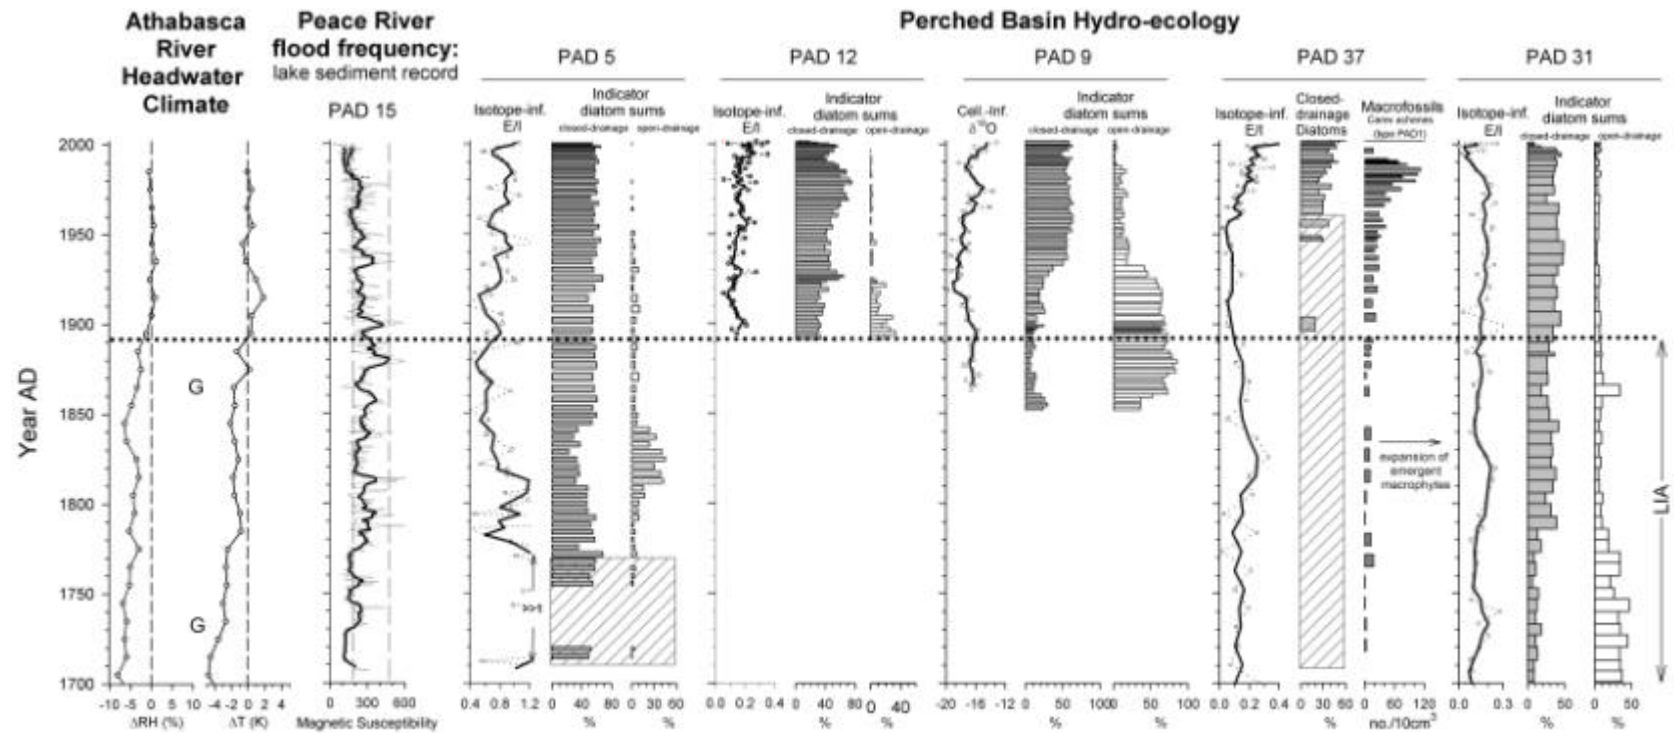 Athabasca
River
Headwater
Climate
Peace River
flood frequency:
lake sediment record
PAD 15
Perched Basin Hydro-ecology
PAD 5
PAD 12
PAD 9
PAD 37
PAD 31
Isotope-inf.
E/I
Indicator
diatom sums
closed-drainage open-drainage
Isotope-inf.
E/I
Indicator
diatom sums
closed-drainage open-drainage
Cell.-Inf.
δ18O
Indicator
diatom sums
closed-drainage open-drainage
Isotope-inf.
E/I
Closed-
drainage
Diatoms
Macrofossils
Carex achenes
(type PAD1)
Isotope-inf.
E/I
Indicator
diatom sums
closed-drainage open-drainage
Year AD
2000
1950
1900
1850
1800
1750
1700
G
G
expansion of
emergent
macrophytes
LIA
-10 -5 0 5
ΔRH (%)
-4 -2 0 2 4
ΔT (K)
0 300 600
Magnetic Susceptibility
0.4 0.8 1.2
0 20 40 60 80
%
0 30 60
%
0.0 0.2 0.4
0 40 80
%
0 40
%
-20 -16 -12
0 50 100
%
0 50 100
%
0.0 0.2 0.4
0 30 60
%
0 60 120
no./10cm3
0.0 0.3
0 50
%
0 50
%